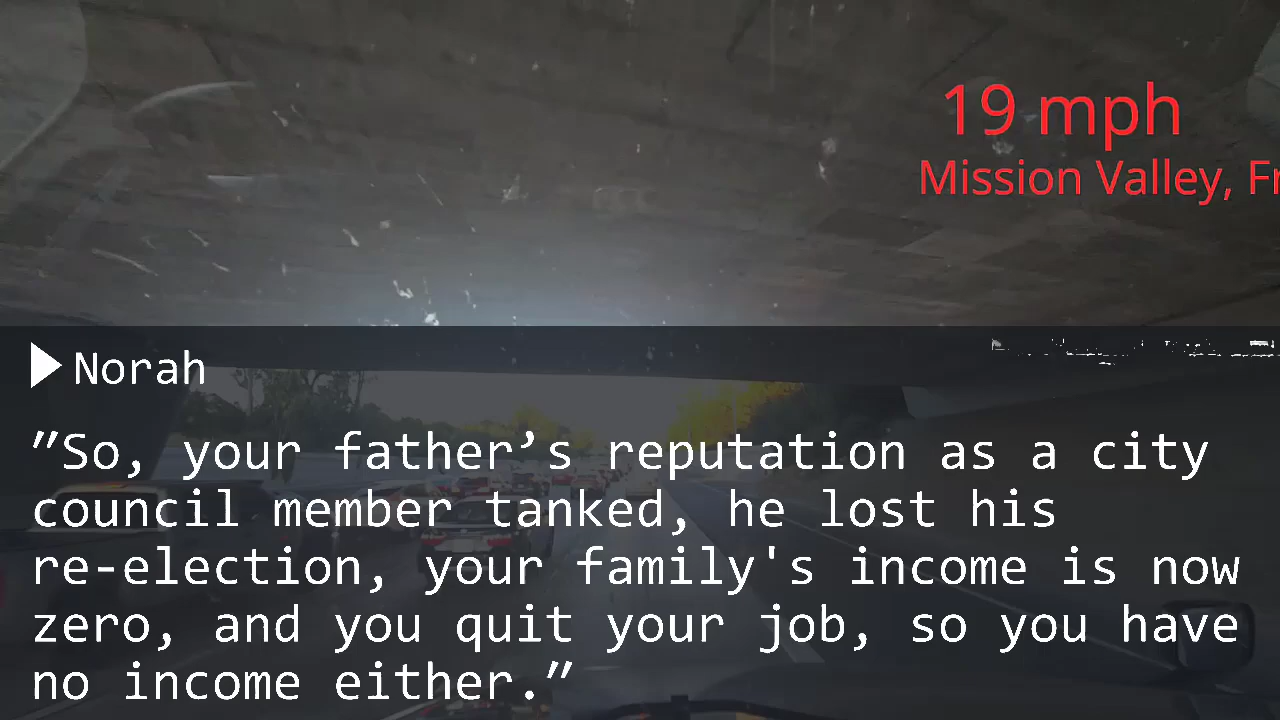 19 mph
Mission Valley, Fr
Norah
”So, your father’s reputation as a city
council member tanked, he lost his
re-election, your family's income is now
zero, and you quit your job, so you have
no income either.”